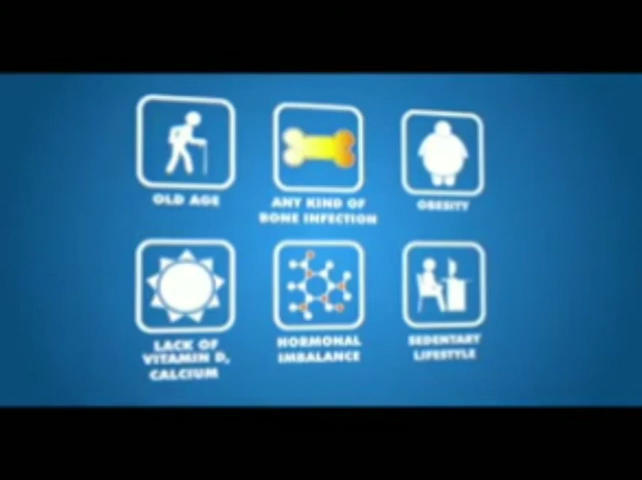 OLD AGE
ANY KIND OF
BONE INFECTION
OBESITY
LACK OF
VITAMIN D,
CALCIUM
HORMONAL
IMBALANCE
SEDENTARY
LIFESTYLE